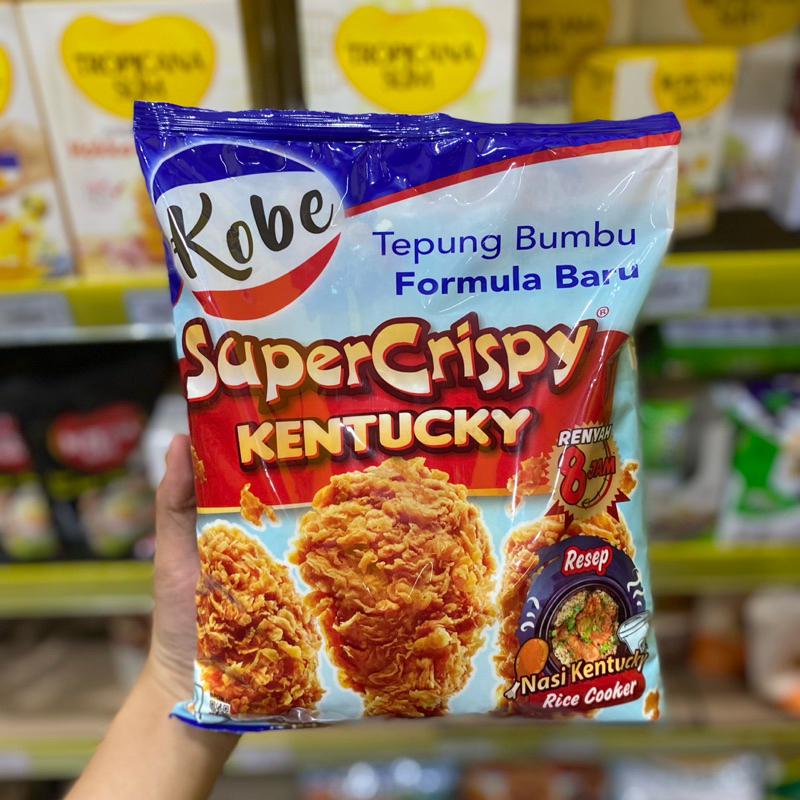 TROPICANA
SLIM
TROPICANA
SLIM
Kobe
Tepung Bumbu
Formula Baru
SuperCrispy®
KENTUCKY
RENYAH
8 JAM
Resep
Nasi Kentucky
Rice Cooker